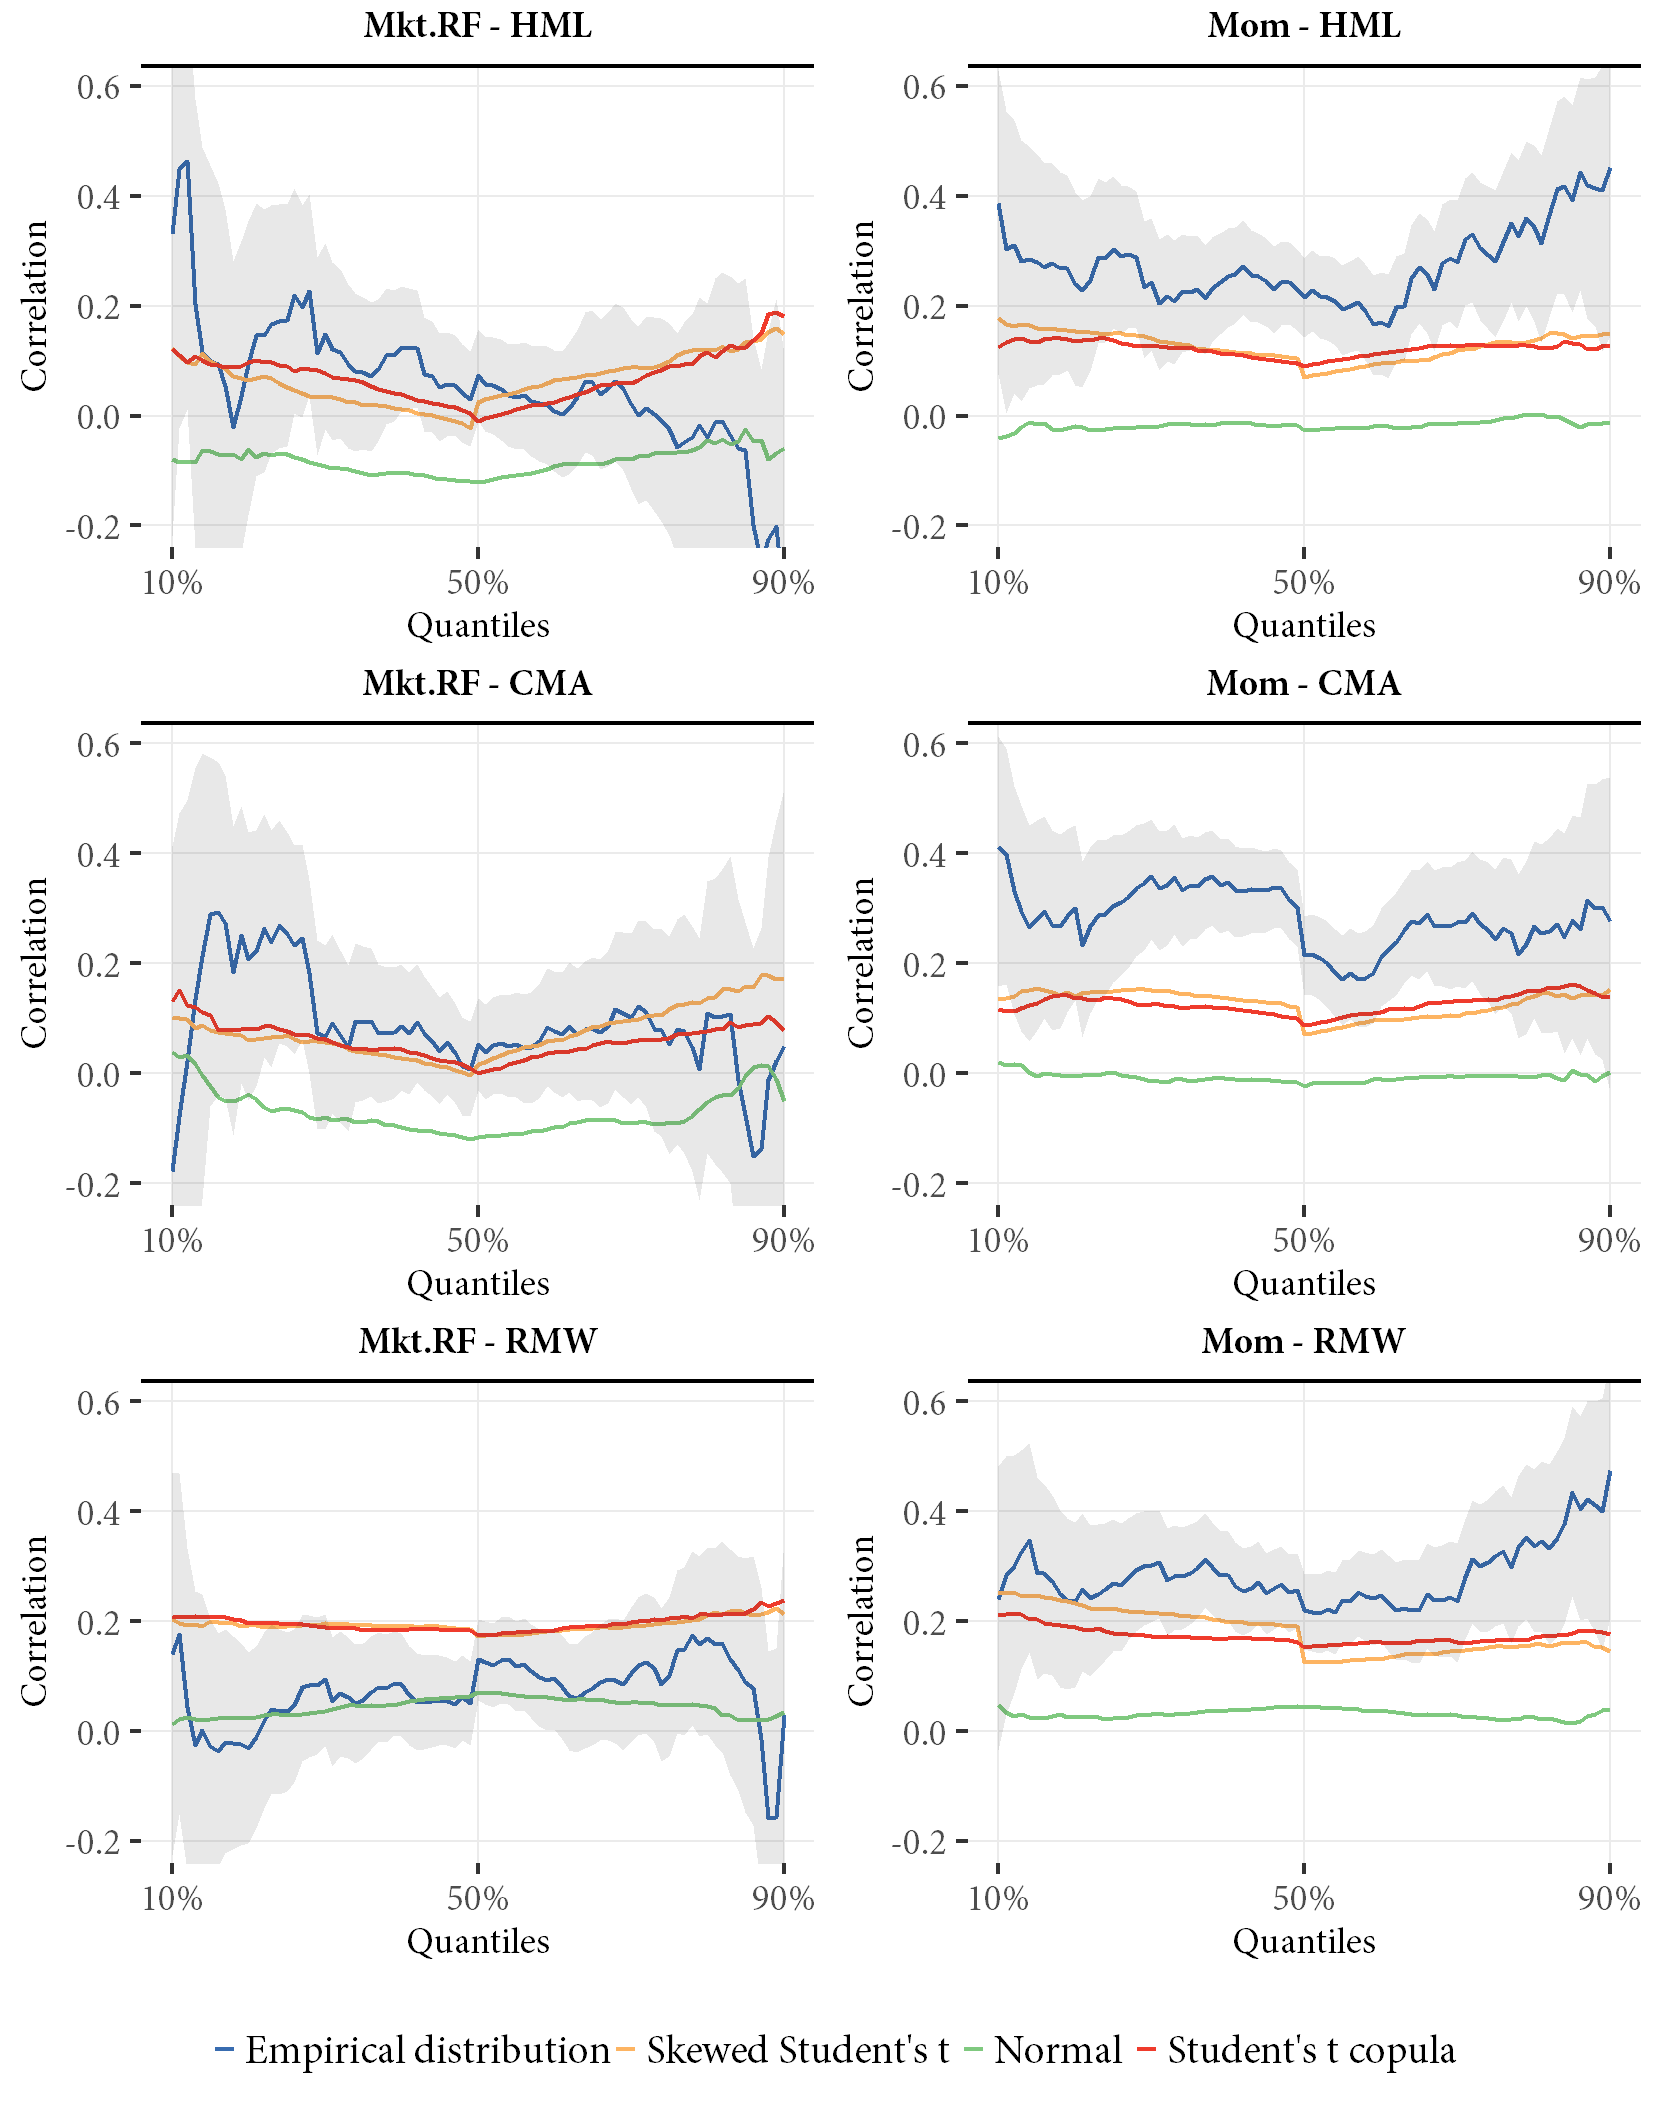 Mkt.RF - HML
Mom - HML
Correlation
0.6
0.4
0.2
0.0
-0.2
10%
50%
90%
Quantiles
Correlation
0.6
0.4
0.2
0.0
-0.2
10%
50%
90%
Quantiles
Mkt.RF - CMA
Mom - CMA
Correlation
0.6
0.4
0.2
0.0
-0.2
10%
50%
90%
Quantiles
Correlation
0.6
0.4
0.2
0.0
-0.2
10%
50%
90%
Quantiles
Mkt.RF - RMW
Mom - RMW
Correlation
0.6
0.4
0.2
0.0
-0.2
10%
50%
90%
Quantiles
Correlation
0.6
0.4
0.2
0.0
-0.2
10%
50%
90%
Quantiles
Empirical distribution
Skewed Student's t
Normal
Student's t copula